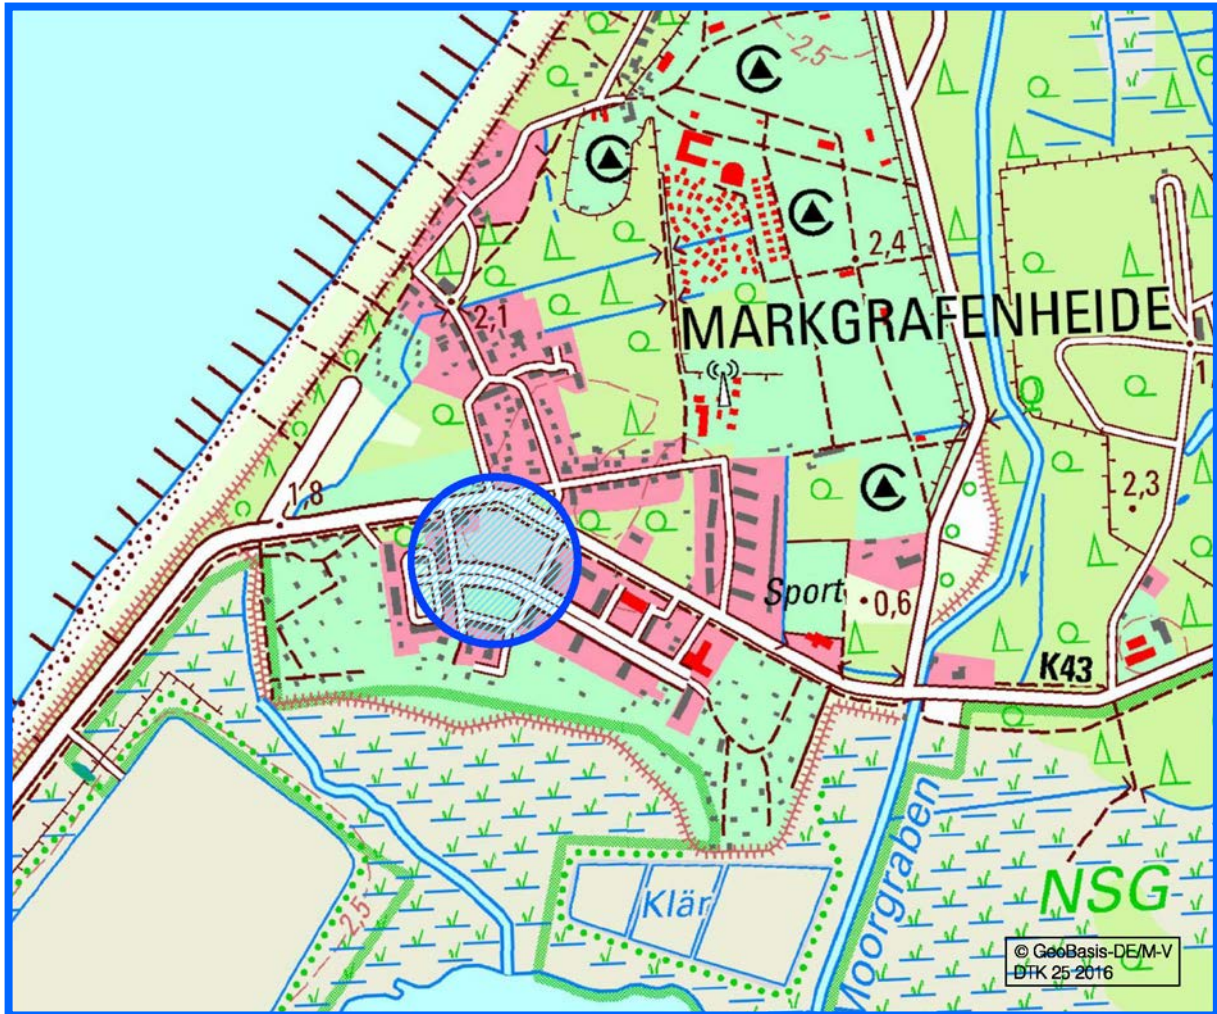 2,5
2,4
MARKGRAFENHEIDE
2,1
1,8
2,3
Sport
0,6
K43
Moorgraben
NSG
Klär
2,5
© GeoBasis-DE/M-V
DTK 25 2016